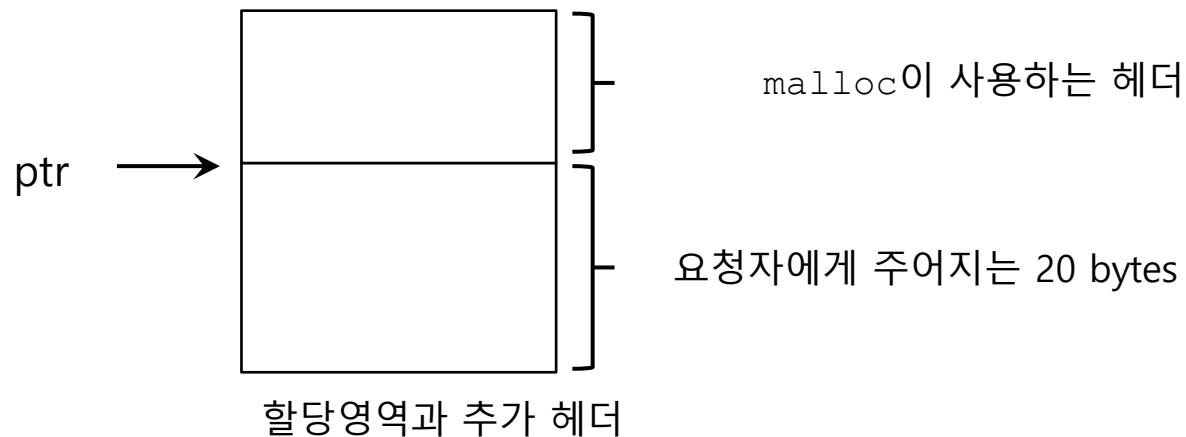 malloc이 사용하는 헤더
ptr
요청자에게 주어지는 20 bytes
할당영역과 추가 헤더